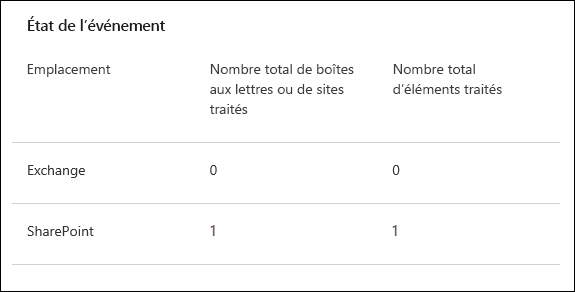 État de l’événement
Emplacement
Nombre total de boîtes
aux lettres ou de sites
traités
Nombre total
d’éléments traités
Exchange
0
0
SharePoint
1
1